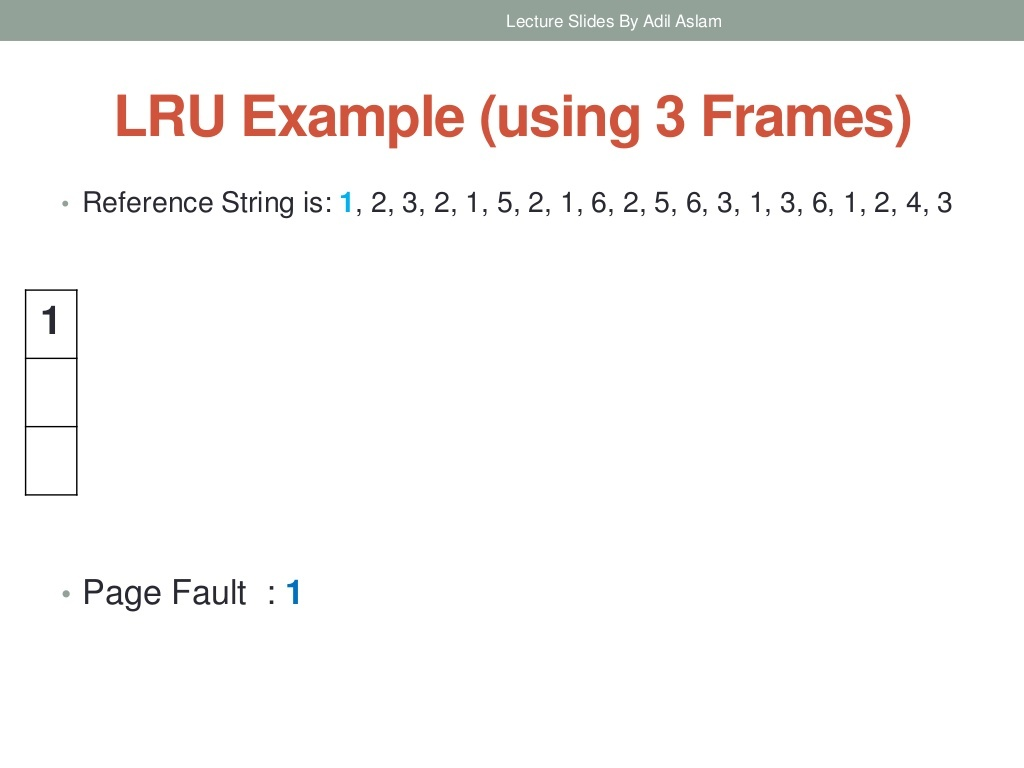 Lecture Slides By Adil Aslam
LRU Example (using 3 Frames)
• Reference String is: 1, 2, 3, 2, 1, 5, 2, 1, 6, 2, 5, 6, 3, 1, 3, 6, 1, 2, 4, 3
1
• Page Fault : 1